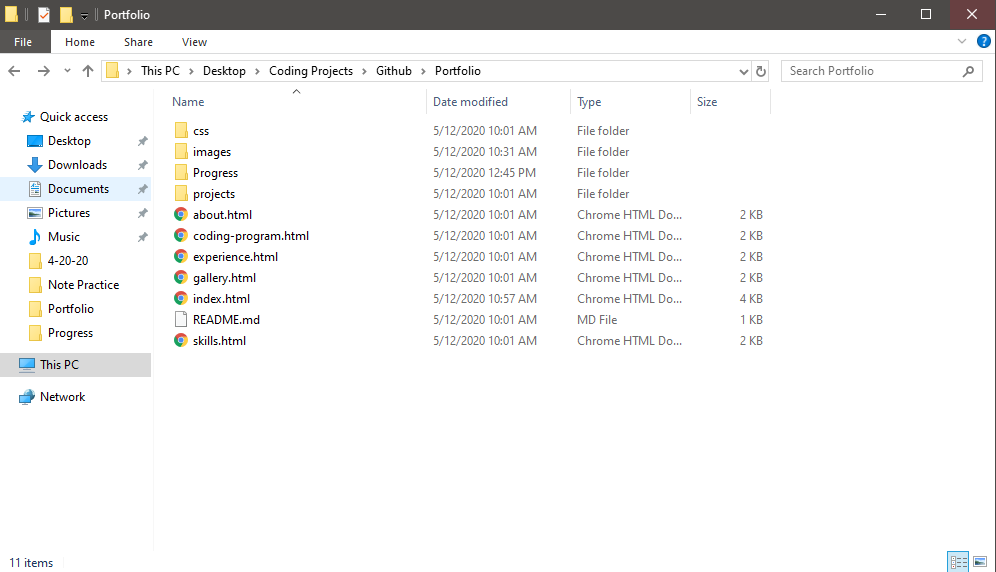 Portfolio
File Home Share View
This PC > Desktop > Coding Projects > Github > Portfolio
Search Portfolio
Name Date modified Type Size
Quick access
Desktop
Downloads
Documents
Pictures
Music
4-20-20
Note Practice
Portfolio
Progress
This PC
Network
css 5/12/2020 10:01 AM File folder
images 5/12/2020 10:31 AM File folder
Progress 5/12/2020 12:45 PM File folder
projects 5/12/2020 10:01 AM File folder
about.html 5/12/2020 10:01 AM Chrome HTML Do... 2 KB
coding-program.html 5/12/2020 10:01 AM Chrome HTML Do... 2 KB
experience.html 5/12/2020 10:01 AM Chrome HTML Do... 2 KB
gallery.html 5/12/2020 10:01 AM Chrome HTML Do... 2 KB
index.html 5/12/2020 10:57 AM Chrome HTML Do... 4 KB
README.md 5/12/2020 10:01 AM MD File 1 KB
skills.html 5/12/2020 10:01 AM Chrome HTML Do... 2 KB
11 items